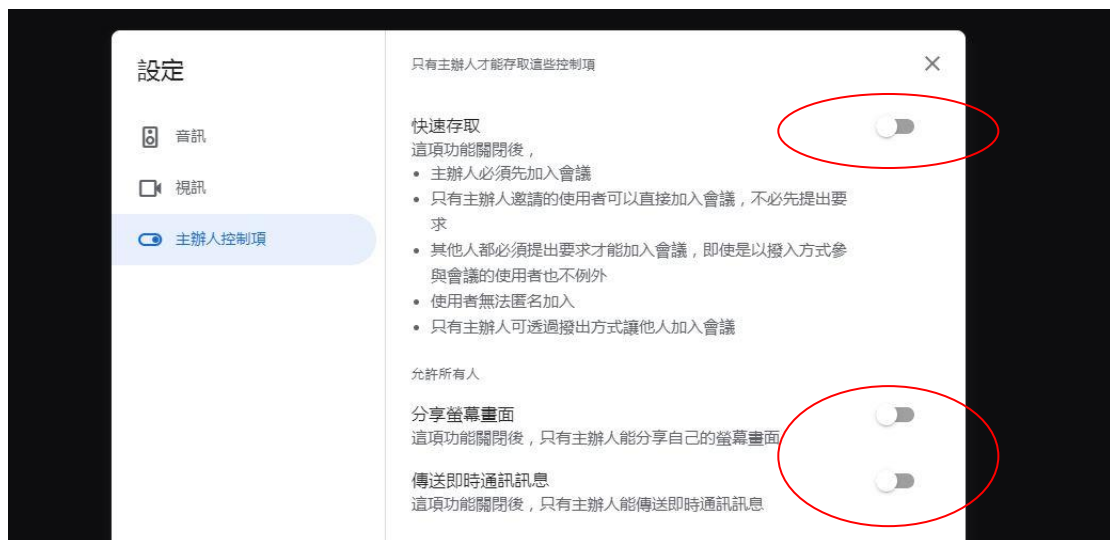 設定
音訊
視訊
主辦人控制項
只有主辦人才能存取這些控制項
快速存取
這項功能關閉後，
• 主辦人必須先加入會議
• 只有主辦人邀請的使用者可以直接加入會議，不必先提出要
求
• 其他人都必須提出要求才能加入會議，即使是以撥入方式參
與會議的使用者也不例外
• 使用者無法匿名加入
• 只有主辦人可透過撥出方式讓他人加入會議
允許所有人
分享螢幕畫面
這項功能關閉後，只有主辦人能分享自己的螢幕畫面
傳送即時通訊訊息
這項功能關閉後，只有主辦人能傳送即時通訊訊息